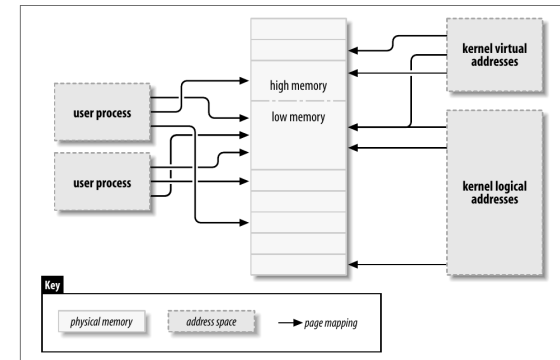 kernel virtual
addresses
high memory
user process
low memory
user process
kernel logical
addresses
Key
physical memory
address space
page mapping